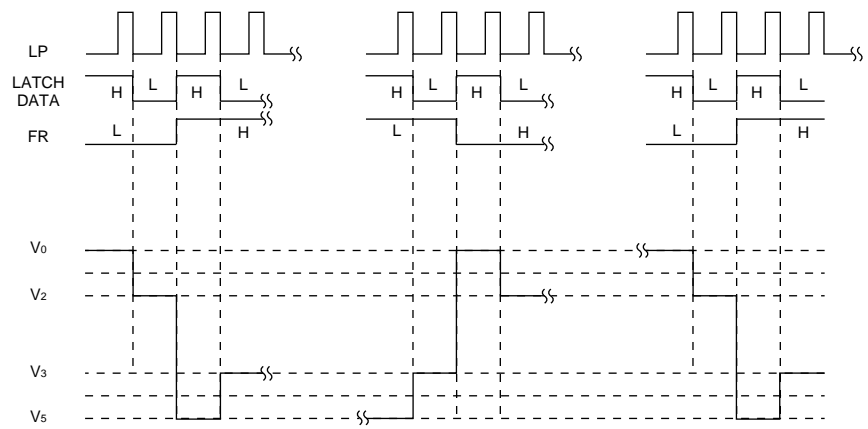 LP
LATCH
DATA
H L H L
H L H L
H L H L
FR
L H
L H
L H
V0
V2
V3
V5